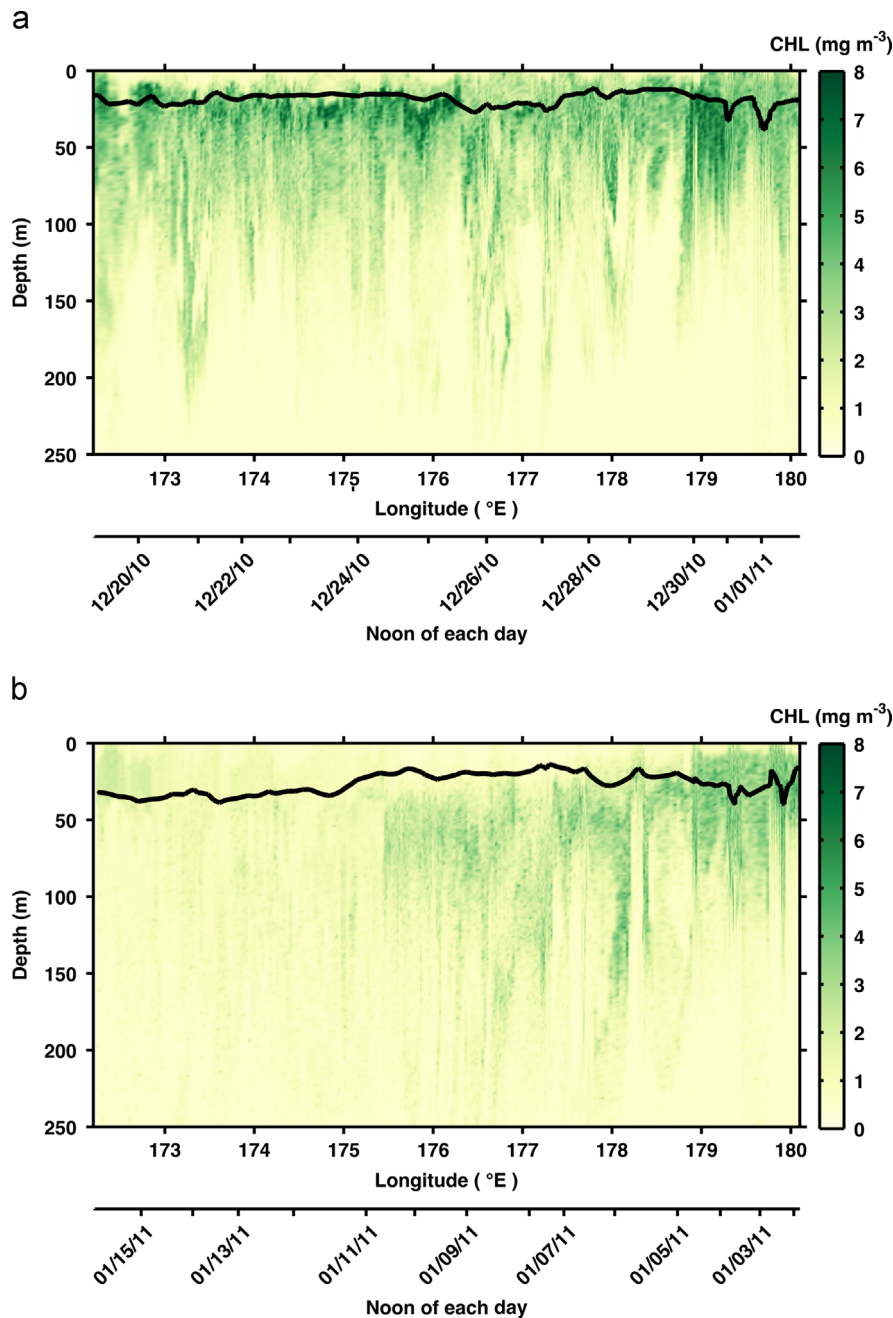 a
CHL (mg m⁻³)
0
50
100
150
200
250
Depth (m)
8
7
6
5
4
3
2
1
0
173 174 175 176 177 178 179 180
Longitude ( °E )
12/20/10 12/22/10 12/24/10 12/26/10 12/28/10 12/30/10 01/01/11
Noon of each day
b
CHL (mg m⁻³)
0
50
100
150
200
250
Depth (m)
8
7
6
5
4
3
2
1
0
173 174 175 176 177 178 179 180
Longitude ( °E )
01/15/11 01/13/11 01/11/11 01/09/11 01/07/11 01/05/11 01/03/11
Noon of each day